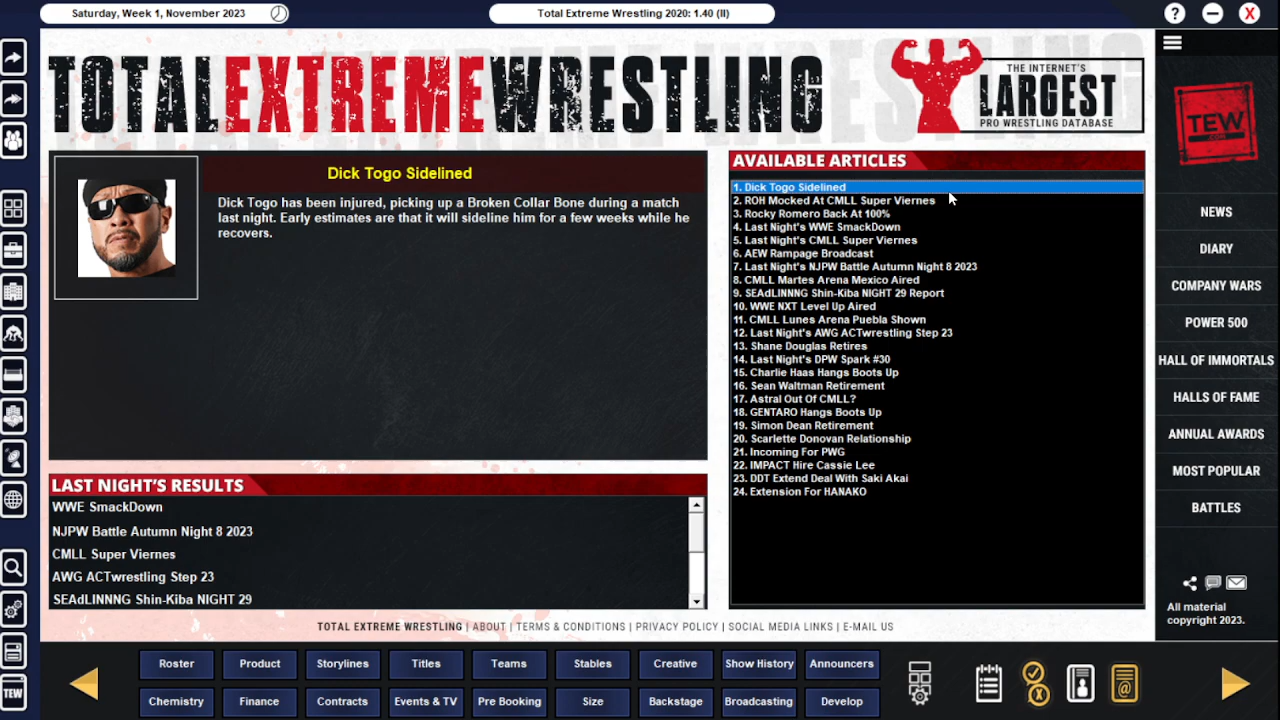 Saturday, Week 1, November 2023
Total Extreme Wrestling 2020: 1.40 (II)
?
X
TOTALEXTREMEWRESTLING
THE INTERNET'S
LARGEST
PRO WRESTLING DATABASE
TEW
.COM
Dick Togo Sidelined
Dick Togo has been injured, picking up a Broken Collar Bone during a match
last night. Early estimates are that it will sideline him for a few weeks while he
recovers.
AVAILABLE ARTICLES
1. Dick Togo Sidelined
2. ROH Mocked At CMLL Super Viernes
3. Rocky Romero Back At 100%
4. Last Night's WWE SmackDown
5. Last Night's CMLL Super Viernes
6. AEW Rampage Broadcast
7. Last Night's NJPW Battle Autumn Night 8 2023
8. CMLL Martes Arena Mexico Aired
9. SEAdLINNNG Shin-Kiba NIGHT 29 Report
10. WWE NXT Level Up Aired
11. CMLL Lunes Arena Puebla Shown
12. Last Night's AWG ACTwrestling Step 23
13. Shane Douglas Retires
14. Last Night's DPW Spark #30
15. Charlie Haas Hangs Boots Up
16. Sean Waltman Retirement
17. Astral Out Of CMLL?
18. GENTARO Hangs Boots Up
19. Simon Dean Retirement
20. Scarlette Donovan Relationship
21. Incoming For PWG
22. IMPACT Hire Cassie Lee
23. DDT Extend Deal With Saki Akai
24. Extension For HANAKO
LAST NIGHT'S RESULTS
WWE SmackDown
NJPW Battle Autumn Night 8 2023
CMLL Super Viernes
AWG ACTwrestling Step 23
SEAdLINNNG Shin-Kiba NIGHT 29
NEWS
DIARY
COMPANY WARS
POWER 500
HALL OF IMMORTALS
HALLS OF FAME
ANNUAL AWARDS
MOST POPULAR
BATTLES
All material
copyright 2023.
TOTAL EXTREME WRESTLING | ABOUT | TERMS & CONDITIONS | PRIVACY POLICY | SOCIAL MEDIA LINKS | E-MAIL US
Roster
Product
Storylines
Titles
Teams
Stables
Creative
Show History
Announcers
Chemistry
Finance
Contracts
Events & TV
Pre Booking
Size
Backstage
Broadcasting
Develop
TEW